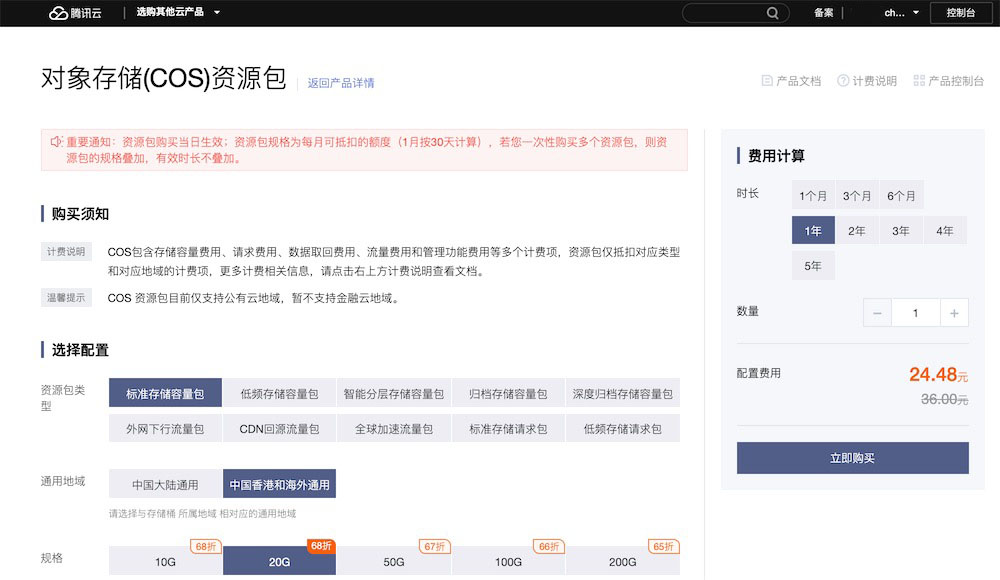 腾讯云 选购其他云产品 备案 ch... 控制台
对象存储(COS)资源包 返回产品详情 产品文档 计费说明 产品控制台
重要通知：资源包购买当日生效；资源包规格为每月可抵扣的额度（1月按30天计算），若您一次性购买多个资源包、则资
源包的规格叠加，有效时长不叠加。
购买须知
计费说明 COS包含存储容量费用、请求费用、数据取回费用、流量费用和管理功能费用等多个计费项，资源包仅抵扣对应类型
和对应地域的计费项，更多计费相关信息，请点击右上方计费说明查看文档。
温馨提示 COS 资源包目前仅支持公有云地域，暂不支持金融云地域。
选择配置
资源包类
型
标准存储容量包 低频存储容量包 智能分层存储容量包 归档存储容量包 深度归档存储容量包
外网下行流量包 CDN回源流量包 全球加速流量包 标准存储请求包 低频存储请求包
通用地域 中国大陆通用 中国香港和海外通用
请选择与存储桶 所属地域 相对应的通用地域
68折 68折 67折 66折 65折
规格 10G 20G 50G 100G 200G
费用计算
时长 1个月 3个月 6个月
1年 2年 3年 4年
5年
数量 − 1 +
配置费用 24.48元
36.00元
立即购买